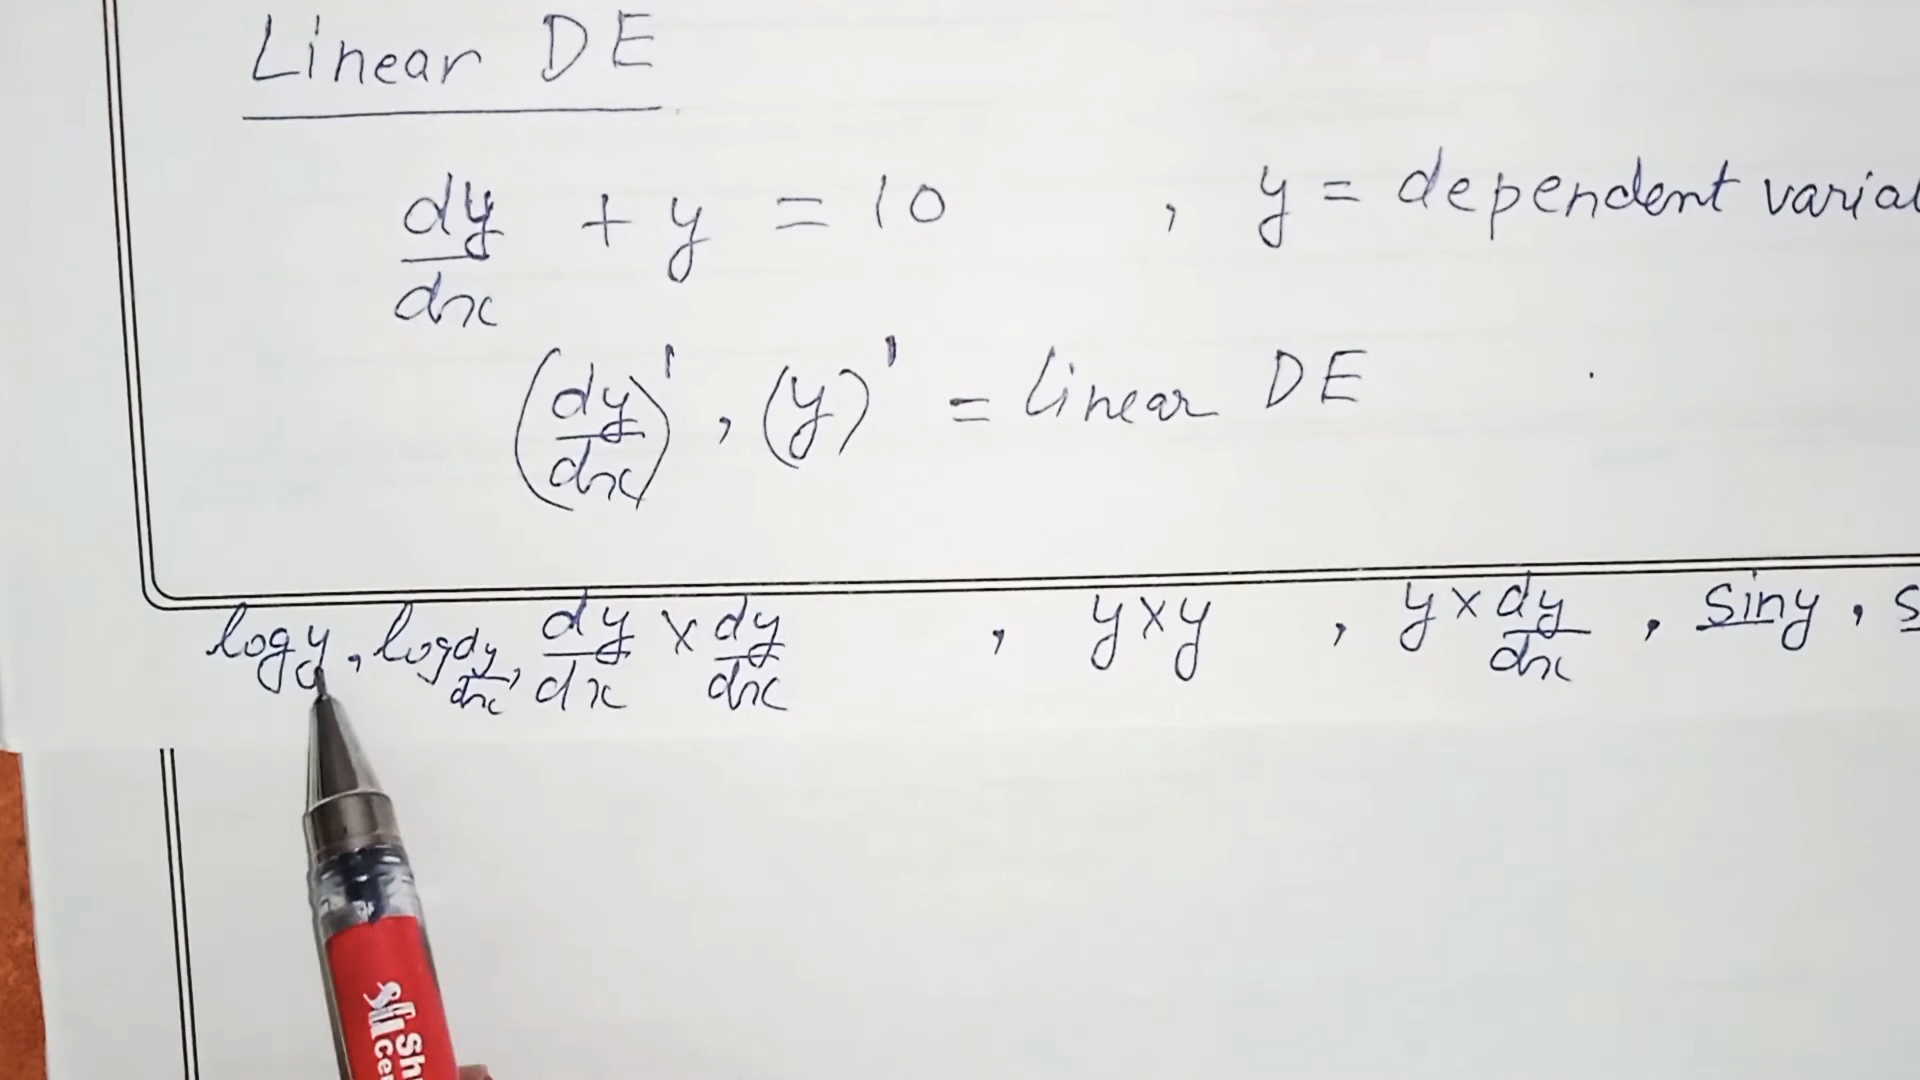 Linear DE
dy/dx + y = 10 , y = dependent
(dy/dx)¹, (y)¹ = Linear DE
log y, log dy/dx, dy/dx × dy/dx , y×y , y× dy/dx , siny ,